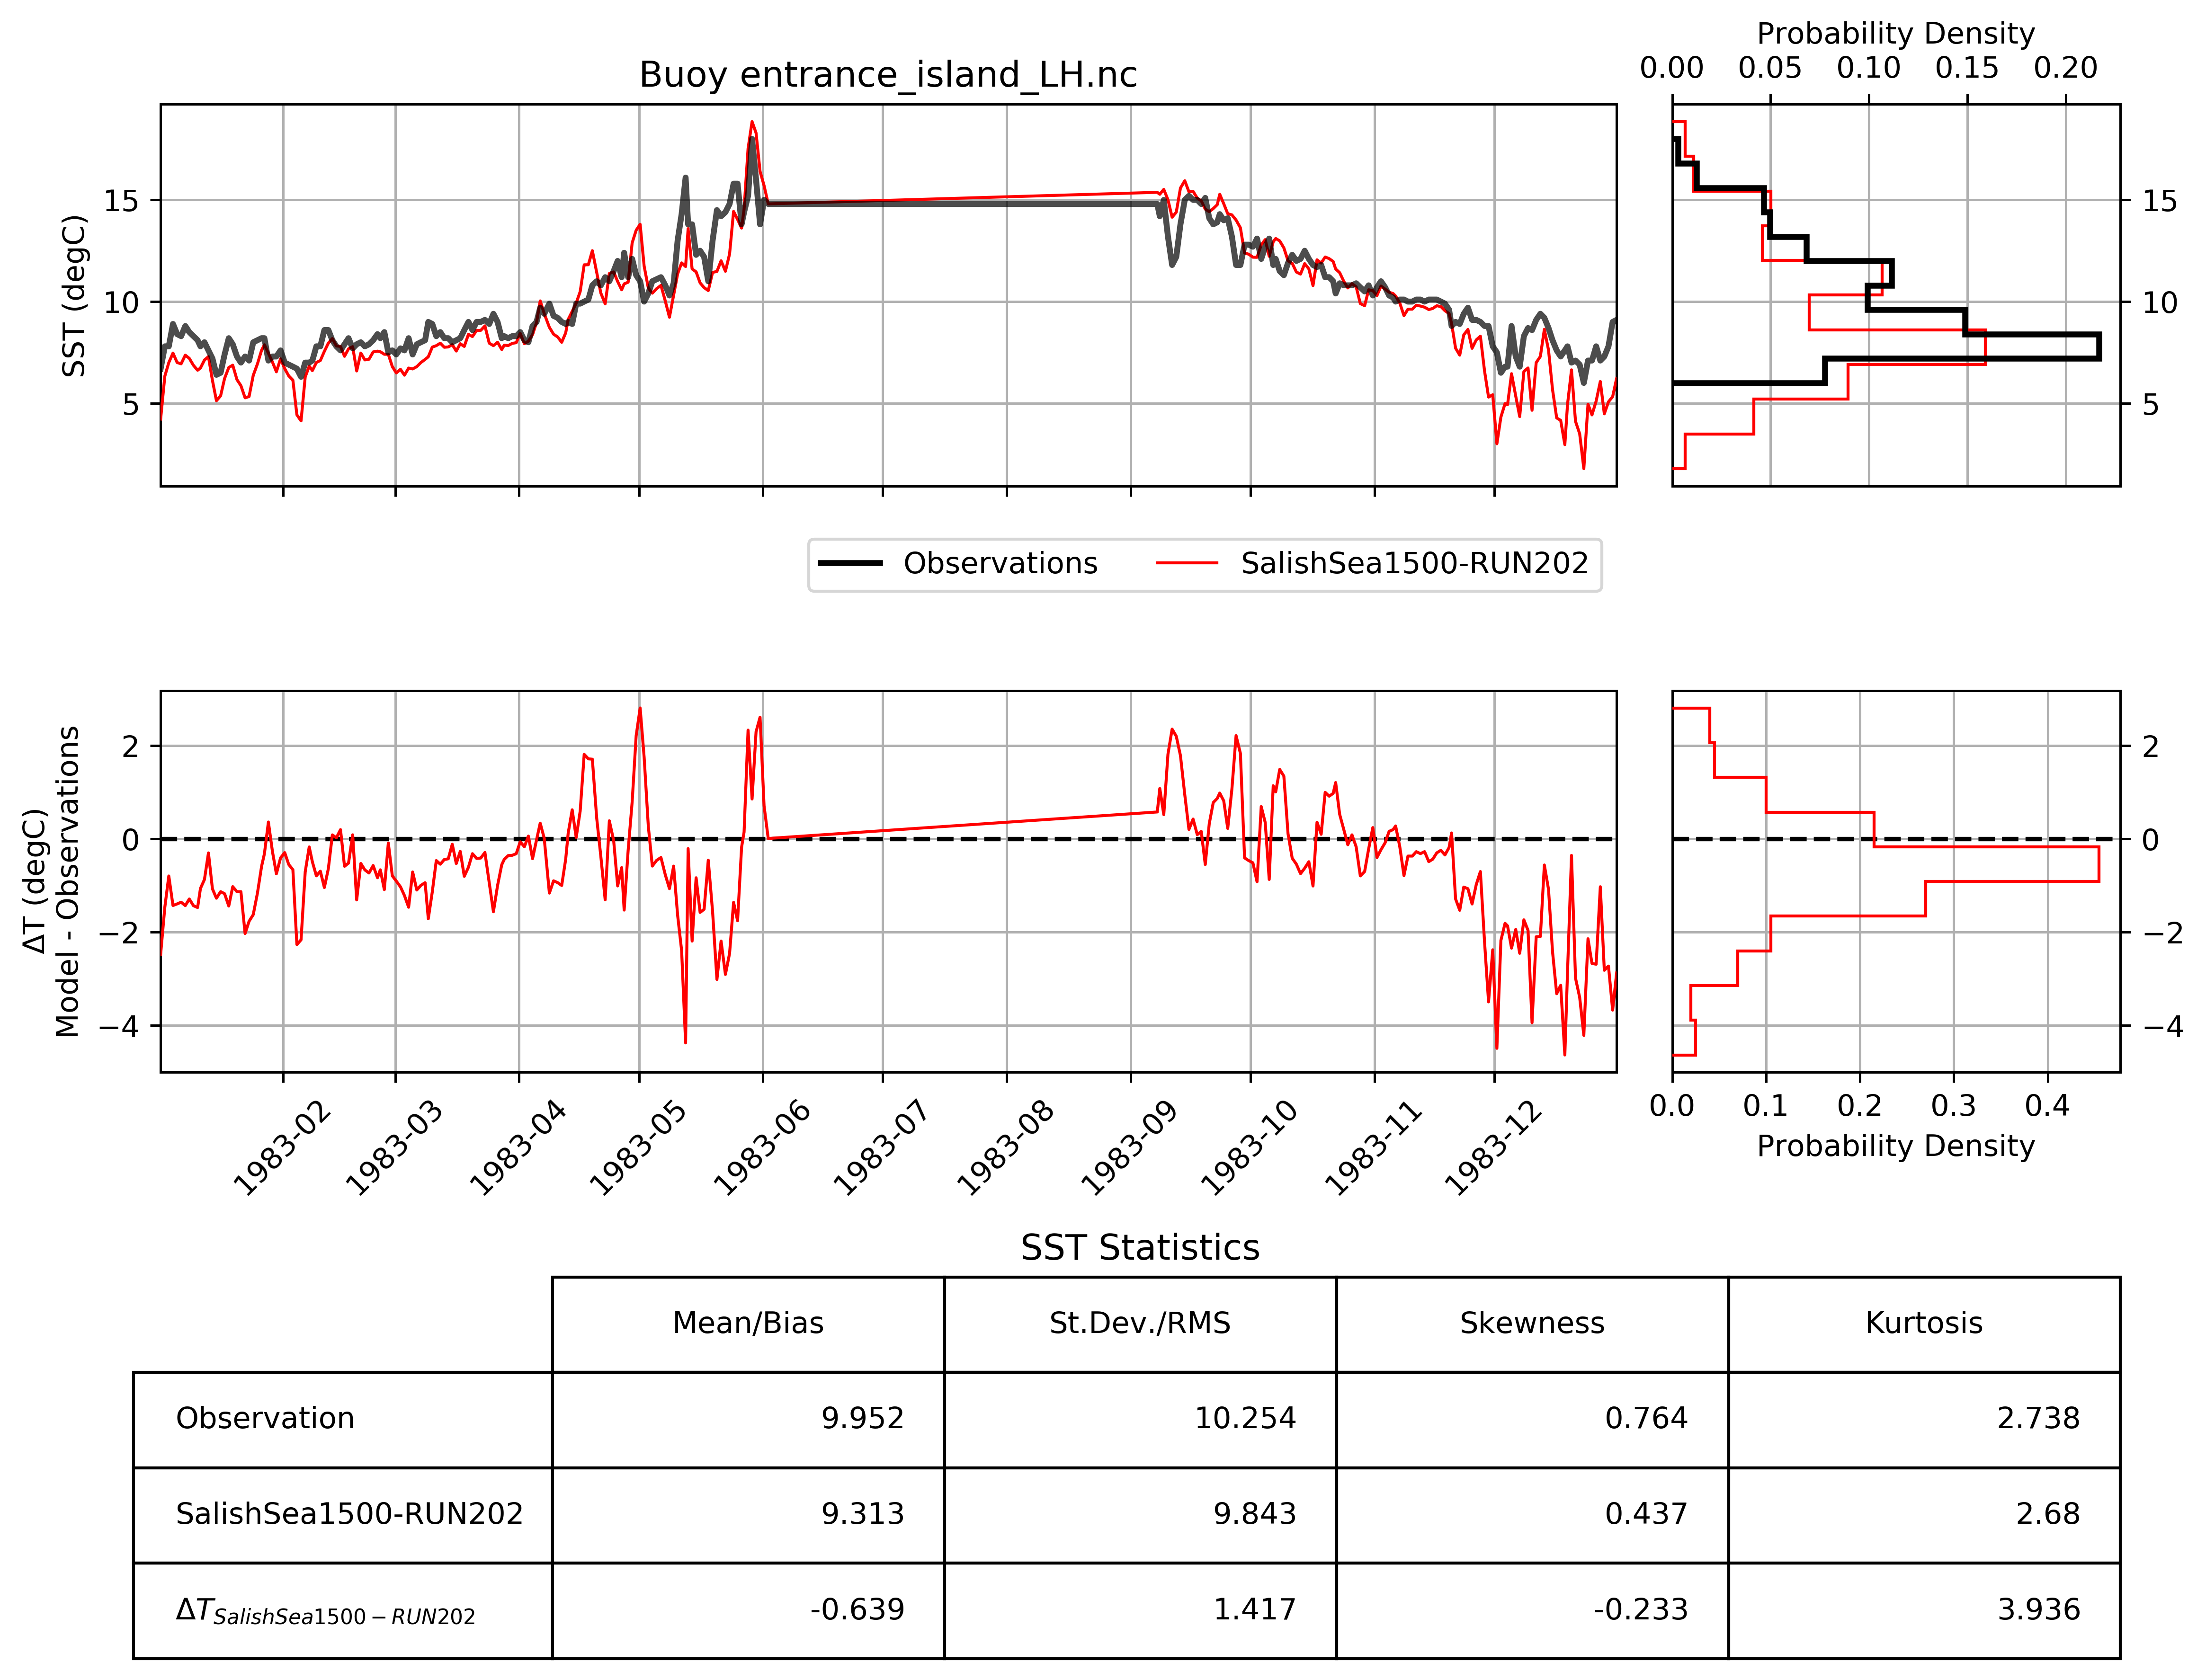 Probability Density
0.00 0.05 0.10 0.15 0.20
Buoy entrance_island_LH.nc
SST (degC)
15
10
5
15
10
5
Observations SalishSea1500-RUN202
ΔT (degC)
Model - Observations
2
0
−2
−4
2
0
−2
−4
1983-02 1983-03 1983-04 1983-05 1983-06 1983-07 1983-08 1983-09 1983-10 1983-11 1983-12
0.0 0.1 0.2 0.3 0.4
Probability Density
SST Statistics
Mean/Bias St.Dev./RMS Skewness Kurtosis
Observation 9.952 10.254 0.764 2.738
SalishSea1500-RUN202 9.313 9.843 0.437 2.68
ΔT SalishSea1500−RUN202 -0.639 1.417 -0.233 3.936